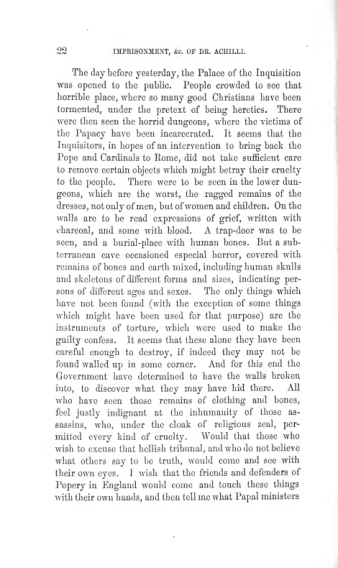 22 IMPRISONMENT, &c. OF DR. ACHILLI.
The day before yesterday, the Palace of the Inquisition
was opened to the public. People crowded to see that
horrible place, where so many good Christians have been
tormented, under the pretext of being heretics. There
were then seen the horrid dungeons, where the victims of
the Papacy have been incarcerated. It seems that the
Inquisitors, in hopes of an intervention to bring back the
Pope and Cardinals to Rome, did not take sufficient care
to remove certain objects which might betray their cruelty
to the people. There were to be seen in the lower dun-
geons, which are the worst, the ragged remains of the
dresses, not only of men, but of women and children. On the
walls are to be read expressions of grief, written with
charcoal, and some with blood. A trap-door was to be
seen, and a burial-place with human bones. But a sub-
terranean cave occasioned especial horror, covered with
remains of bones and earth mixed, including human skulls
and skeletons of different forms and sizes, indicating per-
sons of different ages and sexes. The only things which
have not been found (with the exception of some things
which might have been used for that purpose) are the
instruments of torture, which were used to make the
guilty confess. It seems that these alone they have been
careful enough to destroy, if indeed they may not be
found walled up in some corner. And for this end the
Government have determined to have the walls broken
into, to discover what they may have hid there. All
who have seen those remains of clothing and bones,
feel justly indignant at the inhumanity of those as-
sassins, who, under the cloak of religious zeal, per-
mitted every kind of cruelty. Would that those who
wish to excuse that hellish tribunal, and who do not believe
what others say to be truth, would come and see with
their own eyes. I wish that the friends and defenders of
Popery in England would come and touch these things
with their own hands, and then tell me what Papal ministers